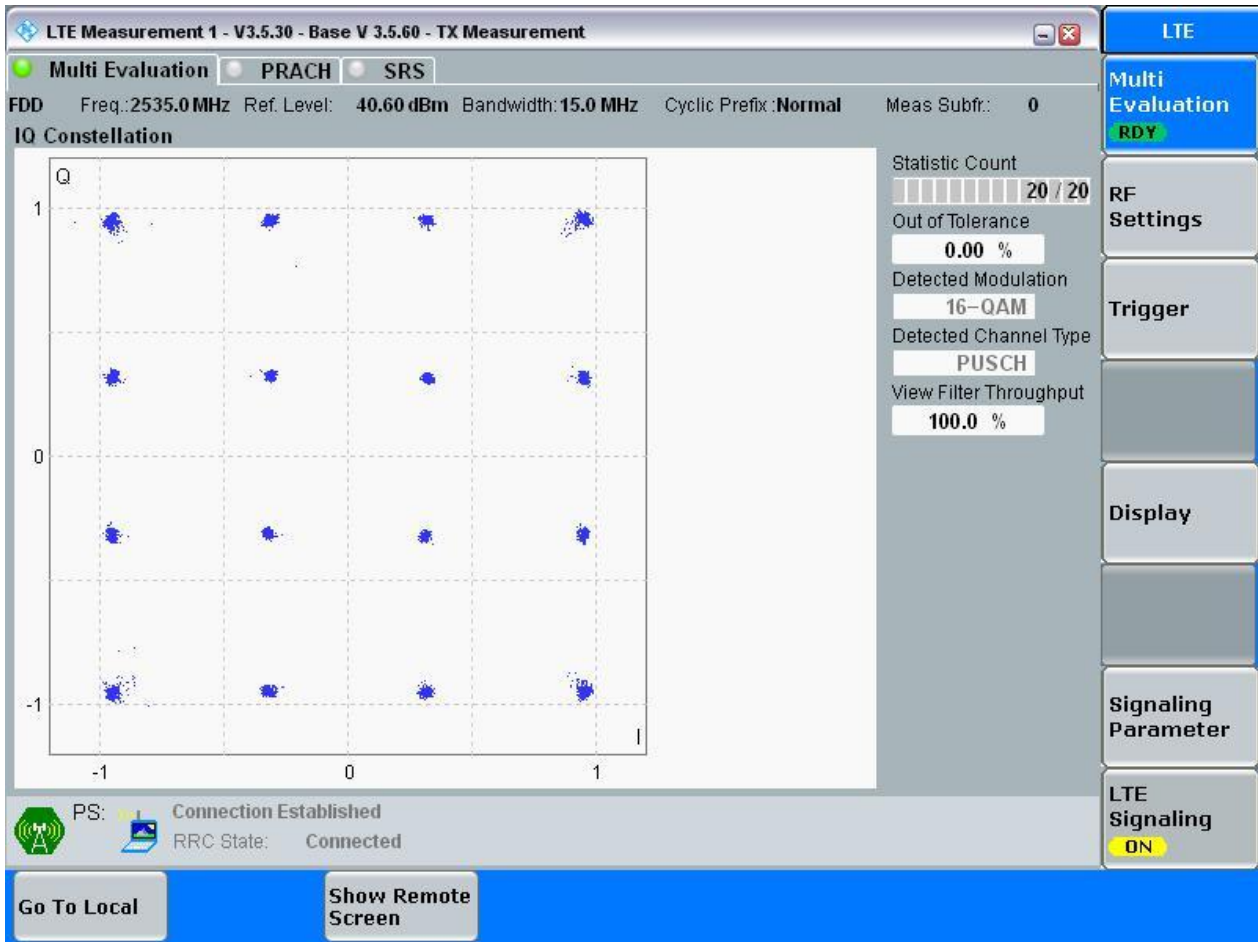 LTE Measurement 1 - V3.5.30 - Base V 3.5.60 - TX Measurement
LTE
Multi Evaluation PRACH SRS
FDD Freq.:2535.0 MHz Ref. Level: 40.60 dBm Bandwidth:15.0 MHz Cyclic Prefix :Normal Meas Subfr.: 0
IQ Constellation
Q
1
0
-1
-1 0 1
I
Statistic Count
20 / 20
Out of Tolerance
0.00 %
Detected Modulation
16-QAM
Detected Channel Type
PUSCH
View Filter Throughput
100.0 %
Multi
Evaluation
RDY
RF
Settings
Trigger
Display
Signaling
Parameter
LTE
Signaling
ON
PS: Connection Established
RRC State: Connected
Go To Local
Show Remote
Screen